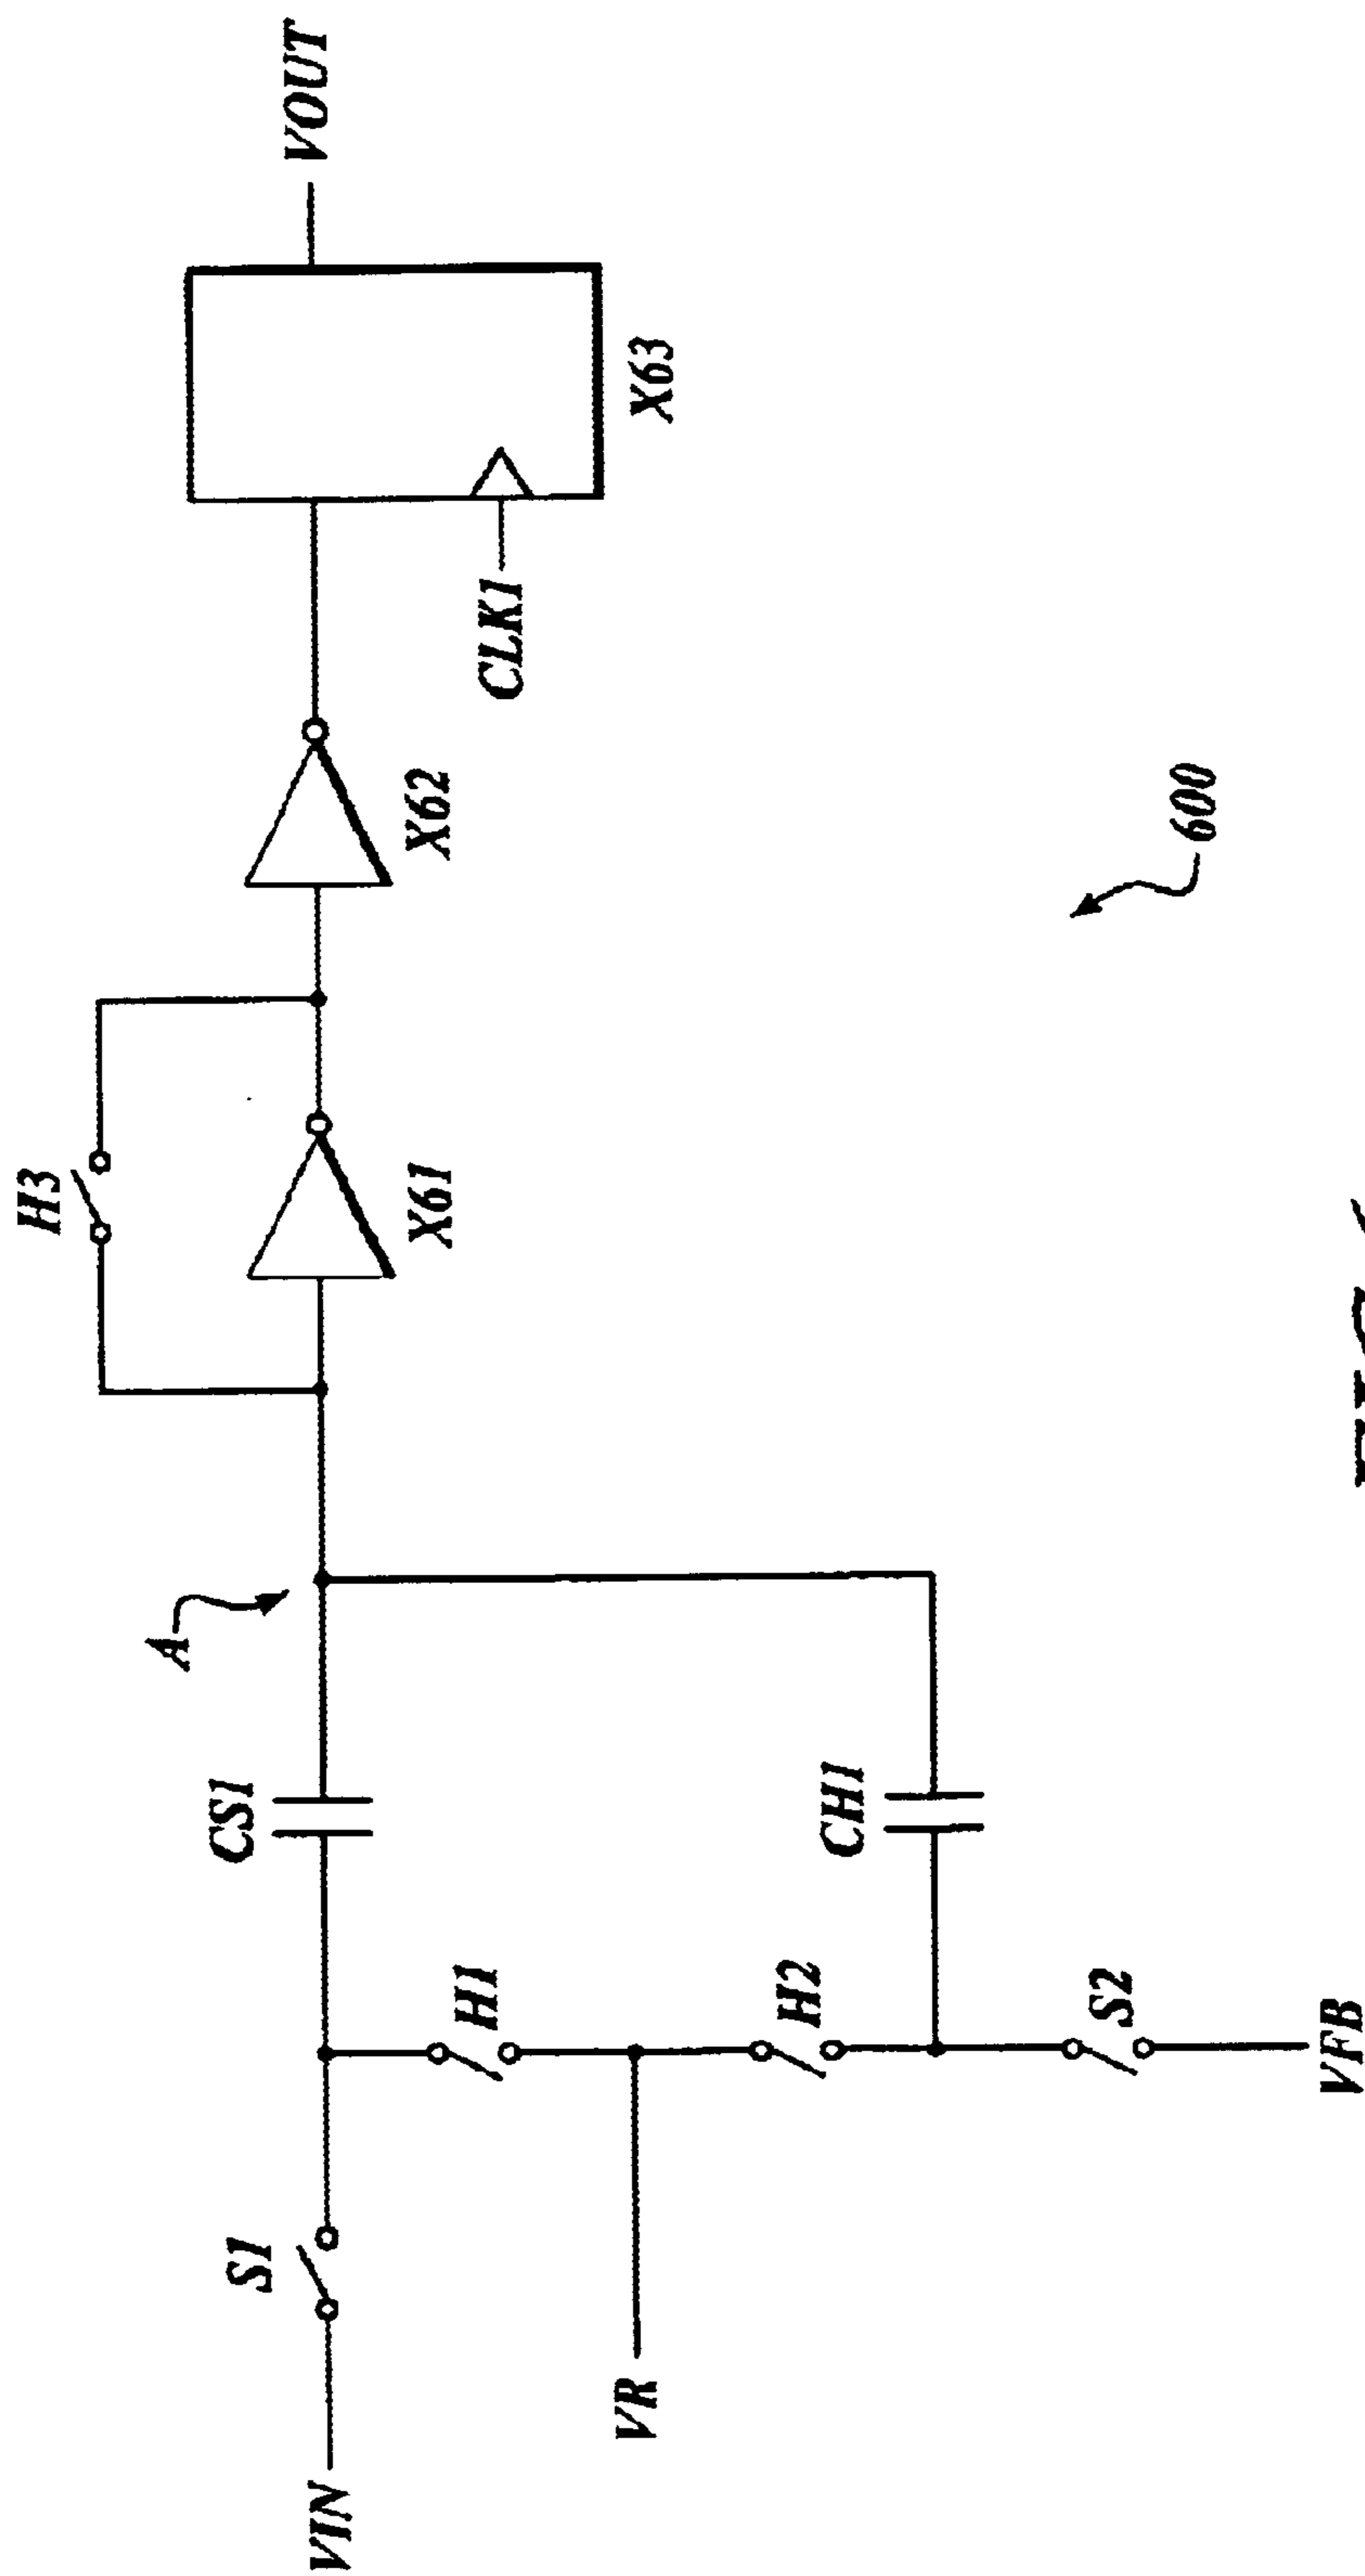 VIN
S1
VR
H1
H2
S2
VFB
CS1
CH1
A
H3
X61
X62
CLK1
X63
VOUT
600